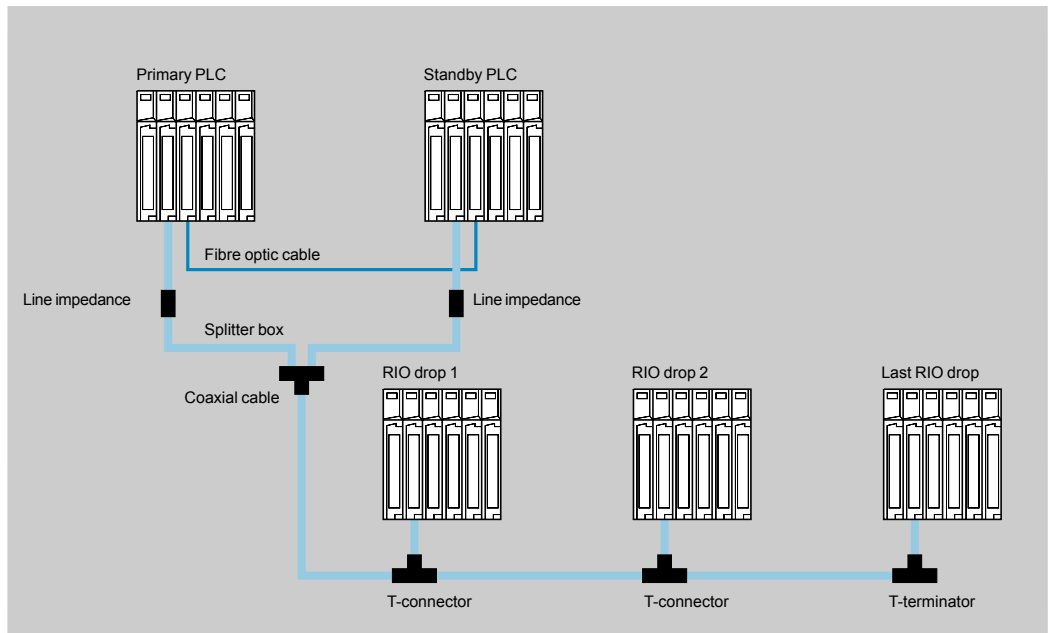 Primary PLC
Standby PLC
Fibre optic cable
Line impedance
Line impedance
Splitter box
Coaxial cable
RIO drop 1
RIO drop 2
Last RIO drop
T-connector
T-connector
T-terminator